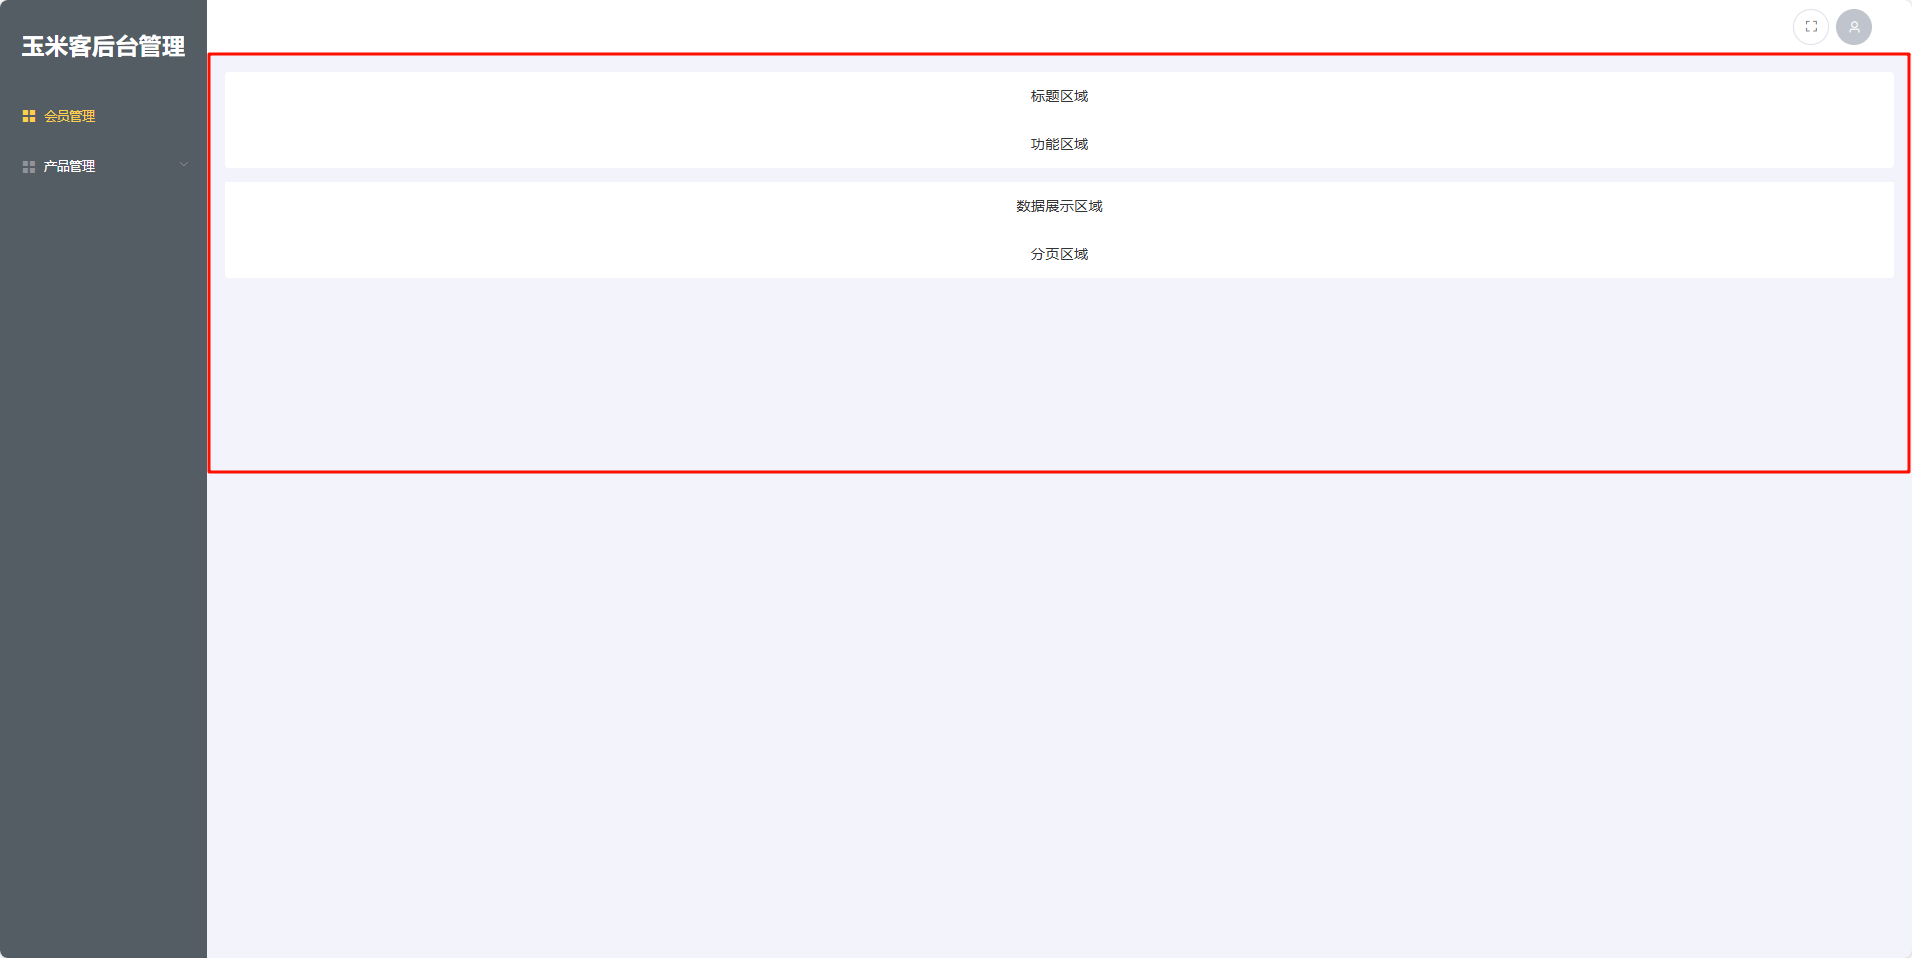 玉米客后台管理
会员管理
产品管理
标题区域
功能区域
数据展示区域
分页区域